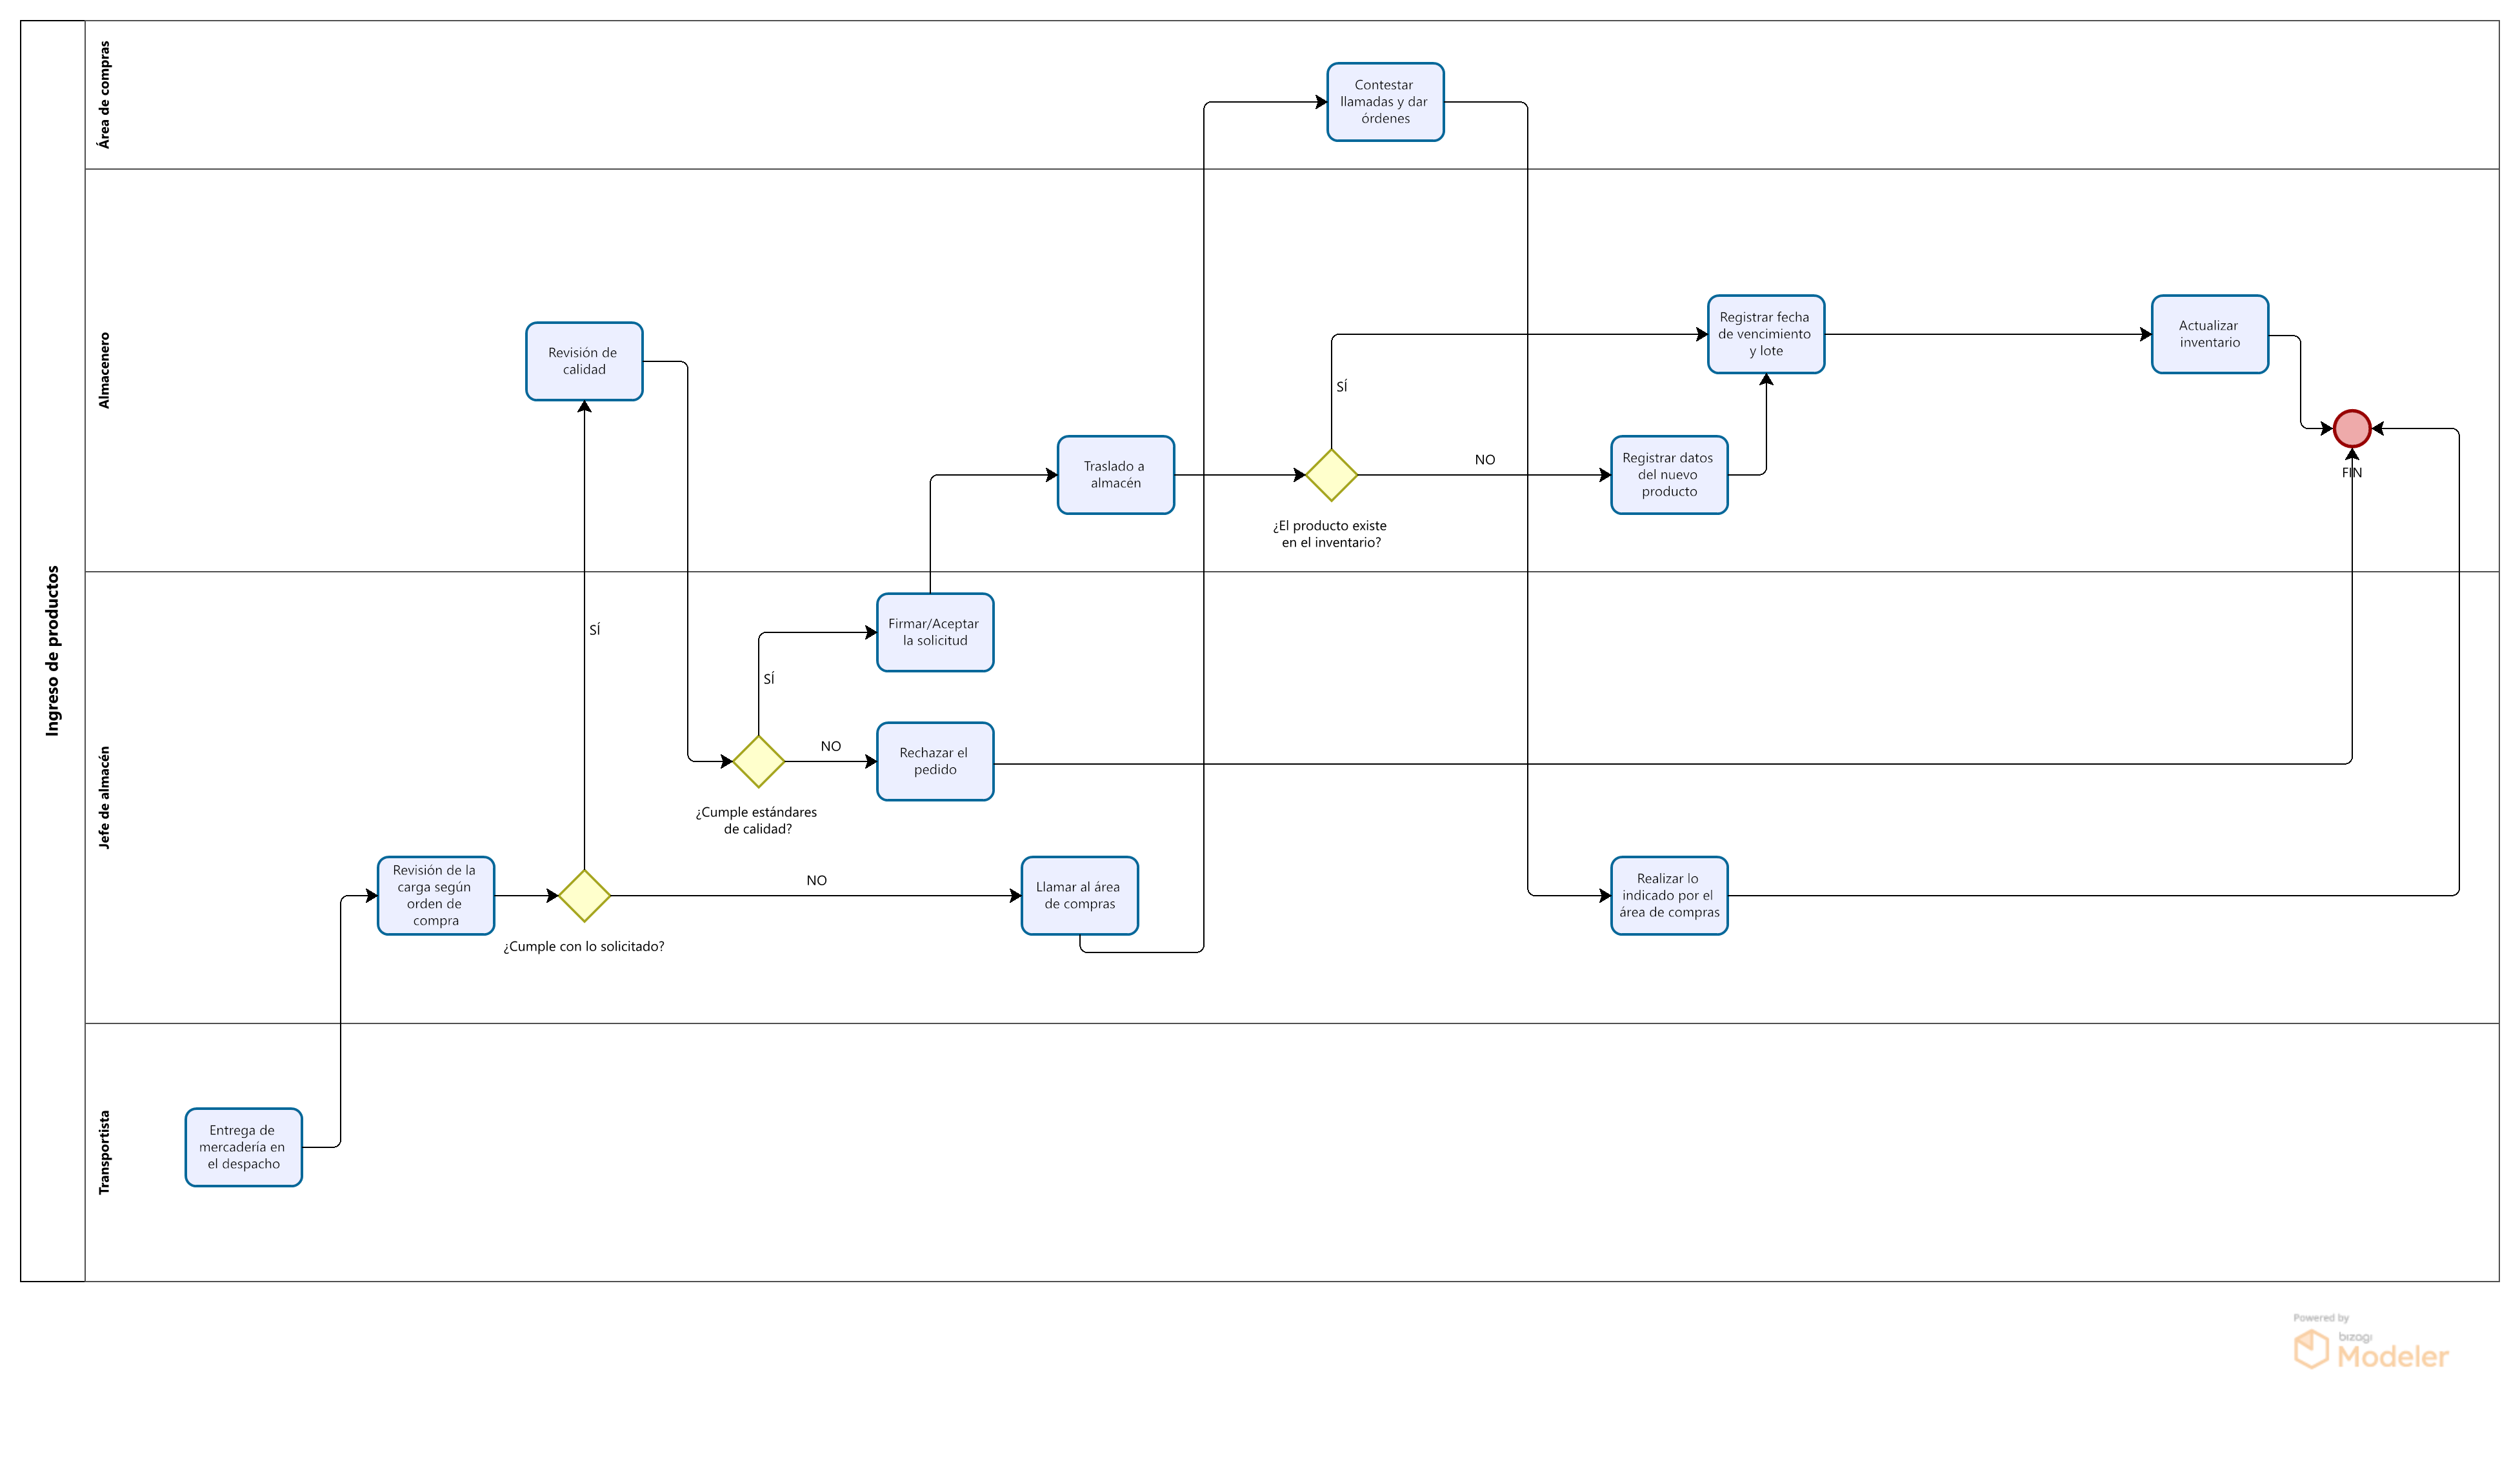 Ingreso de productos
Área de compras
Contestar
llamadas y dar
órdenes
Almacenero
Revisión de
calidad
Traslado a
almacén
¿El producto existe
en el inventario?
SÍ
NO
Registrar fecha
de vencimiento
y lote
Registrar datos
del nuevo
producto
Actualizar
inventario
FIN
Jefe de almacén
Revisión de la
carga según
orden de
compra
¿Cumple con lo solicitado?
SÍ
NO
¿Cumple estándares
de calidad?
SÍ
NO
Firmar/Aceptar
la solicitud
Rechazar el
pedido
Llamar al área
de compras
Realizar lo
indicado por el
área de compras
Transportista
Entrega de
mercadería en
el despacho
Powered by
bizagi
Modeler